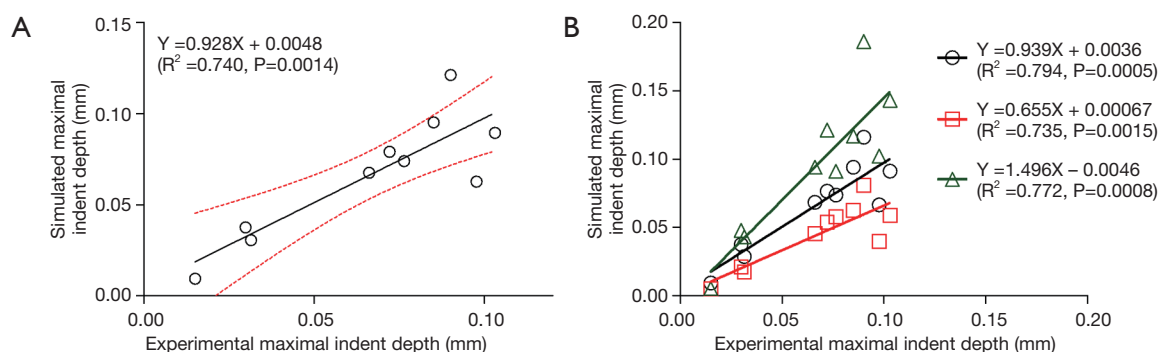 A
Y =0.928X + 0.0048
(R² =0.740, P=0.0014)
Simulated maximal
indent depth (mm)
0.15
0.10
0.05
0.00
0.00
0.05
0.10
Experimental maximal indent depth (mm)
B
Simulated maximal
indent depth (mm)
0.20
0.15
0.10
0.05
0.00
0.00
0.05
0.10
0.15
0.20
Experimental maximal indent depth (mm)
Y =0.939X + 0.0036
(R² =0.794, P=0.0005)
Y =0.655X + 0.00067
(R² =0.735, P=0.0015)
Y =1.496X – 0.0046
(R² =0.772, P=0.0008)